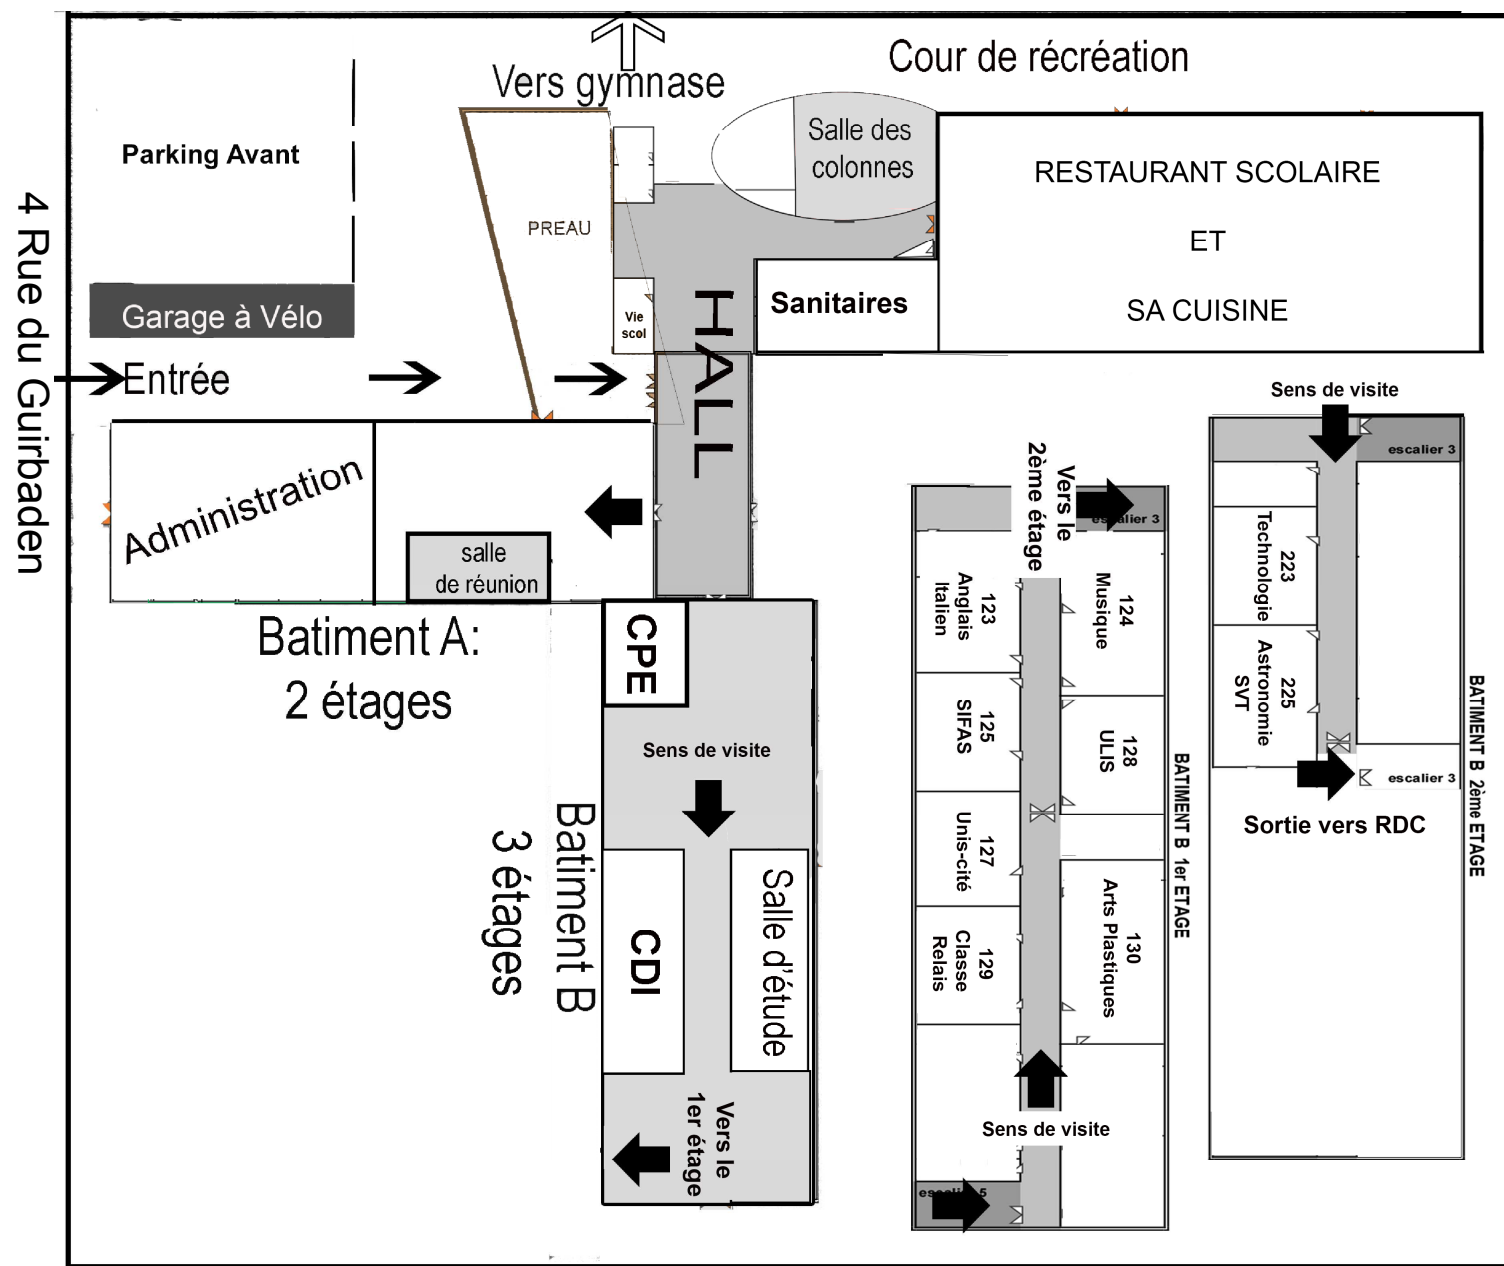 Cour de récréation
Vers gymnase
Parking Avant
Salle des
colonnes
RESTAURANT SCOLAIRE
ET
SA CUISINE
PREAU
4 Rue du Guirbaden
Garage à Vélo
Vie
scol
HALL
Sanitaires
Entrée
Administration
salle
de réunion
Batiment A:
2 étages
CPE
Sens de visite
Batiment B
3 étages
CDI
Salle d'étude
Vers le
1er étage
Vers le
2ème étage
escalier 3
123
Anglais
Italien
124
Musique
125
SIFAS
128
ULIS
127
Unis-cité
129
Classe
Relais
130
Arts Plastiques
Sens de visite
escalier 5
BATIMENT B 1er ETAGE
Sens de visite
escalier 3
223
Technologie
225
Astronomie
SVT
escalier 3
Sortie vers RDC
BATIMENT B 2ème ETAGE